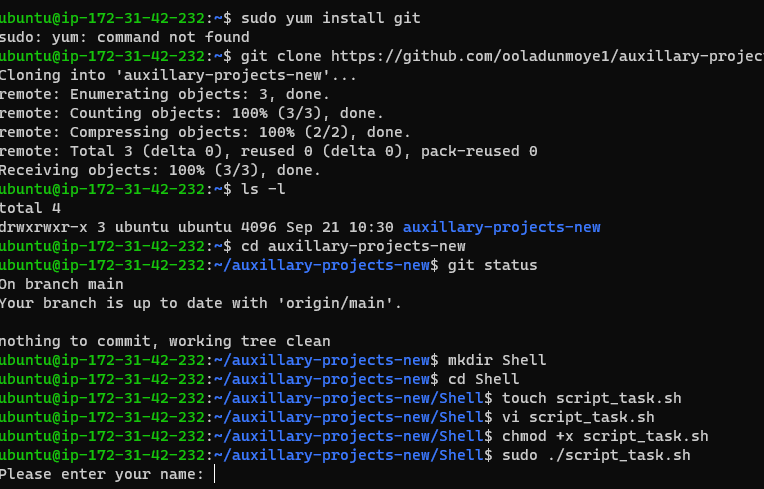 ubuntu@ip-172-31-42-232:~$ sudo yum install git
sudo: yum: command not found
ubuntu@ip-172-31-42-232:~$ git clone https://github.com/ooladunmoye1/auxillary-projec
Cloning into 'auxillary-projects-new'...
remote: Enumerating objects: 3, done.
remote: Counting objects: 100% (3/3), done.
remote: Compressing objects: 100% (2/2), done.
remote: Total 3 (delta 0), reused 0 (delta 0), pack-reused 0
Receiving objects: 100% (3/3), done.
ubuntu@ip-172-31-42-232:~$ ls -l
total 4
drwxrwxr-x 3 ubuntu ubuntu 4096 Sep 21 10:30 auxillary-projects-new
ubuntu@ip-172-31-42-232:~$ cd auxillary-projects-new
ubuntu@ip-172-31-42-232:~/auxillary-projects-new$ git status
On branch main
Your branch is up to date with 'origin/main'.
nothing to commit, working tree clean
ubuntu@ip-172-31-42-232:~/auxillary-projects-new$ mkdir Shell
ubuntu@ip-172-31-42-232:~/auxillary-projects-new$ cd Shell
ubuntu@ip-172-31-42-232:~/auxillary-projects-new/Shell$ touch script_task.sh
ubuntu@ip-172-31-42-232:~/auxillary-projects-new/Shell$ vi script_task.sh
ubuntu@ip-172-31-42-232:~/auxillary-projects-new/Shell$ chmod +x script_task.sh
ubuntu@ip-172-31-42-232:~/auxillary-projects-new/Shell$ sudo ./script_task.sh
Please enter your name: